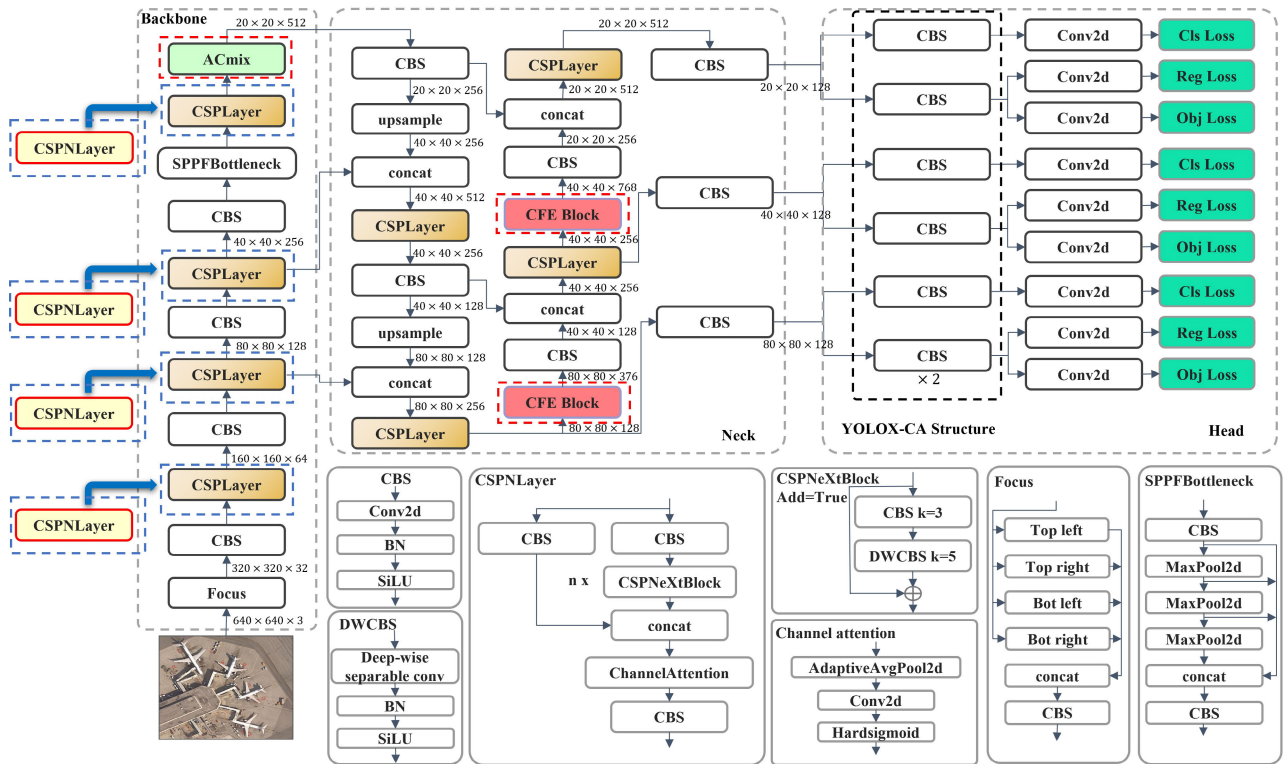 Backbone
20 × 20 × 512
ACmix
CSPLayer
CSPNLayer
SPPFBottleneck
CBS
40 × 40 × 256
CSPLayer
CSPNLayer
CBS
80 × 80 × 128
CSPLayer
CSPNLayer
CBS
160 × 160 × 64
CSPLayer
CSPNLayer
CBS
320 × 320 × 32
Focus
640 × 640 × 3
CBS
20 × 20 × 256
upsample
40 × 40 × 256
concat
40 × 40 × 512
CSPLayer
40 × 40 × 256
CBS
40 × 40 × 128
upsample
80 × 80 × 128
concat
80 × 80 × 256
CSPLayer
20 × 20 × 512
CSPLayer
20 × 20 × 512
concat
20 × 20 × 256
CBS
40 × 40 × 768
CFE Block
40 × 40 × 256
CSPLayer
40 × 40 × 256
concat
40 × 40 × 128
CBS
80 × 80 × 376
CFE Block
80 × 80 × 128
CBS
20 × 20 × 128
CBS
40 × 40 × 128
CBS
80 × 80 × 128
Neck
CBS
Conv2d
Cls Loss
CBS
Conv2d
Reg Loss
Conv2d
Obj Loss
CBS
Conv2d
Cls Loss
CBS
Conv2d
Reg Loss
Conv2d
Obj Loss
CBS
Conv2d
Cls Loss
CBS
× 2
Conv2d
Reg Loss
Conv2d
Obj Loss
YOLOX-CA Structure
Head
CBS
Conv2d
BN
SiLU
DWCBS
Deep-wise
separable conv
BN
SiLU
CSPNLayer
CBS
CBS
n x
CSPNeXtBlock
concat
ChannelAttention
CBS
CSPNeXtBlock
Add=True
CBS k=3
DWCBS k=5
Channel attention
AdaptiveAvgPool2d
Conv2d
Hardsigmoid
Focus
Top left
Top right
Bot left
Bot right
concat
CBS
SPPFBottleneck
CBS
MaxPool2d
MaxPool2d
MaxPool2d
concat
CBS